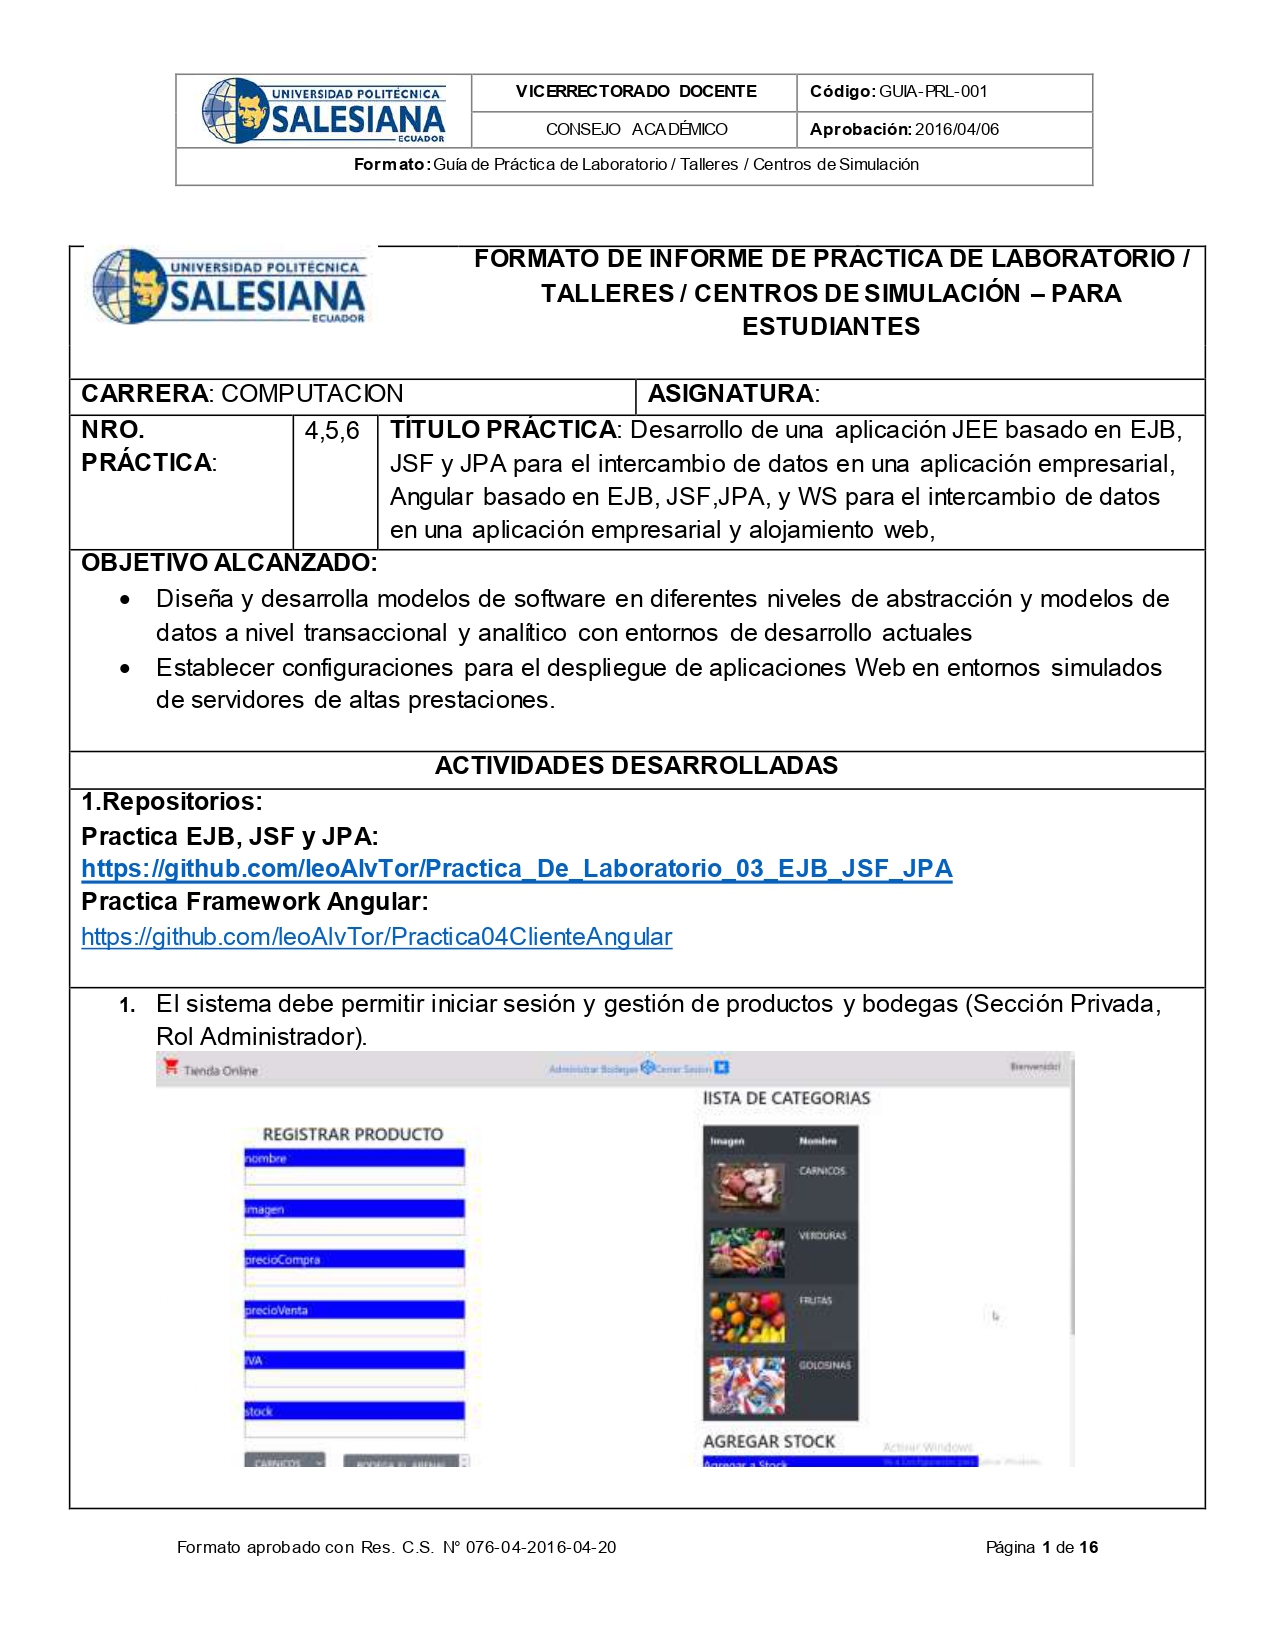 UNIVERSIDAD POLITÉCNICA
SALESIANA
ECUADOR
VICERRECTORADO DOCENTE
Código: GUIA-PRL-001
CONSEJO ACADÉMICO
Aprobación: 2016/04/06
Formato: Guía de Práctica de Laboratorio / Talleres / Centros de Simulación
UNIVERSIDAD POLITÉCNICA
SALESIANA
ECUADOR
FORMATO DE INFORME DE PRÁCTICA DE LABORATORIO /
TALLERES / CENTROS DE SIMULACIÓN – PARA
ESTUDIANTES
CARRERA: COMPUTACION
ASIGNATURA:
NRO.
PRÁCTICA:
4,5,6
TÍTULO PRÁCTICA: Desarrollo de una aplicación JEE basado en EJB,
JSF y JPA para el intercambio de datos en una aplicación empresarial,
Angular basado en EJB, JSF,JPA, y WS para el intercambio de datos
en una aplicación empresarial y alojamiento web,
OBJETIVO ALCANZADO:
• Diseña y desarrolla modelos de software en diferentes niveles de abstracción y modelos de
datos a nivel transaccional y analítico con entornos de desarrollo actuales
• Establecer configuraciones para el despliegue de aplicaciones Web en entornos simulados
de servidores de altas prestaciones.
ACTIVIDADES DESARROLLADAS
1.Repositorios:
Practica EJB, JSF y JPA:
https://github.com/leoAlvTor/Practica_De_Laboratorio_03_EJB_JSF_JPA
Practica Framework Angular:
https://github.com/leoAlvTor/Practica04ClienteAngular
1. El sistema debe permitir iniciar sesión y gestión de productos y bodegas (Sección Privada,
Rol Administrador).
Tienda Online
Administrar Bodegas
Cerrar Sesion
Bienvenido!
REGISTRAR PRODUCTO
nombre
imagen
precioCompra
precioVenta
IVA
stock
CARNICOS
BODEGA EL ARENAL
lISTA DE CATEGORIAS
Imagen
Nombre
CARNICOS
VERDURAS
FRUTAS
GOLOSINAS
AGREGAR STOCK
Agregar a Stock
Activar Windows
Formato aprobado con Res. C.S. N° 076-04-2016-04-20
Página 1 de 16